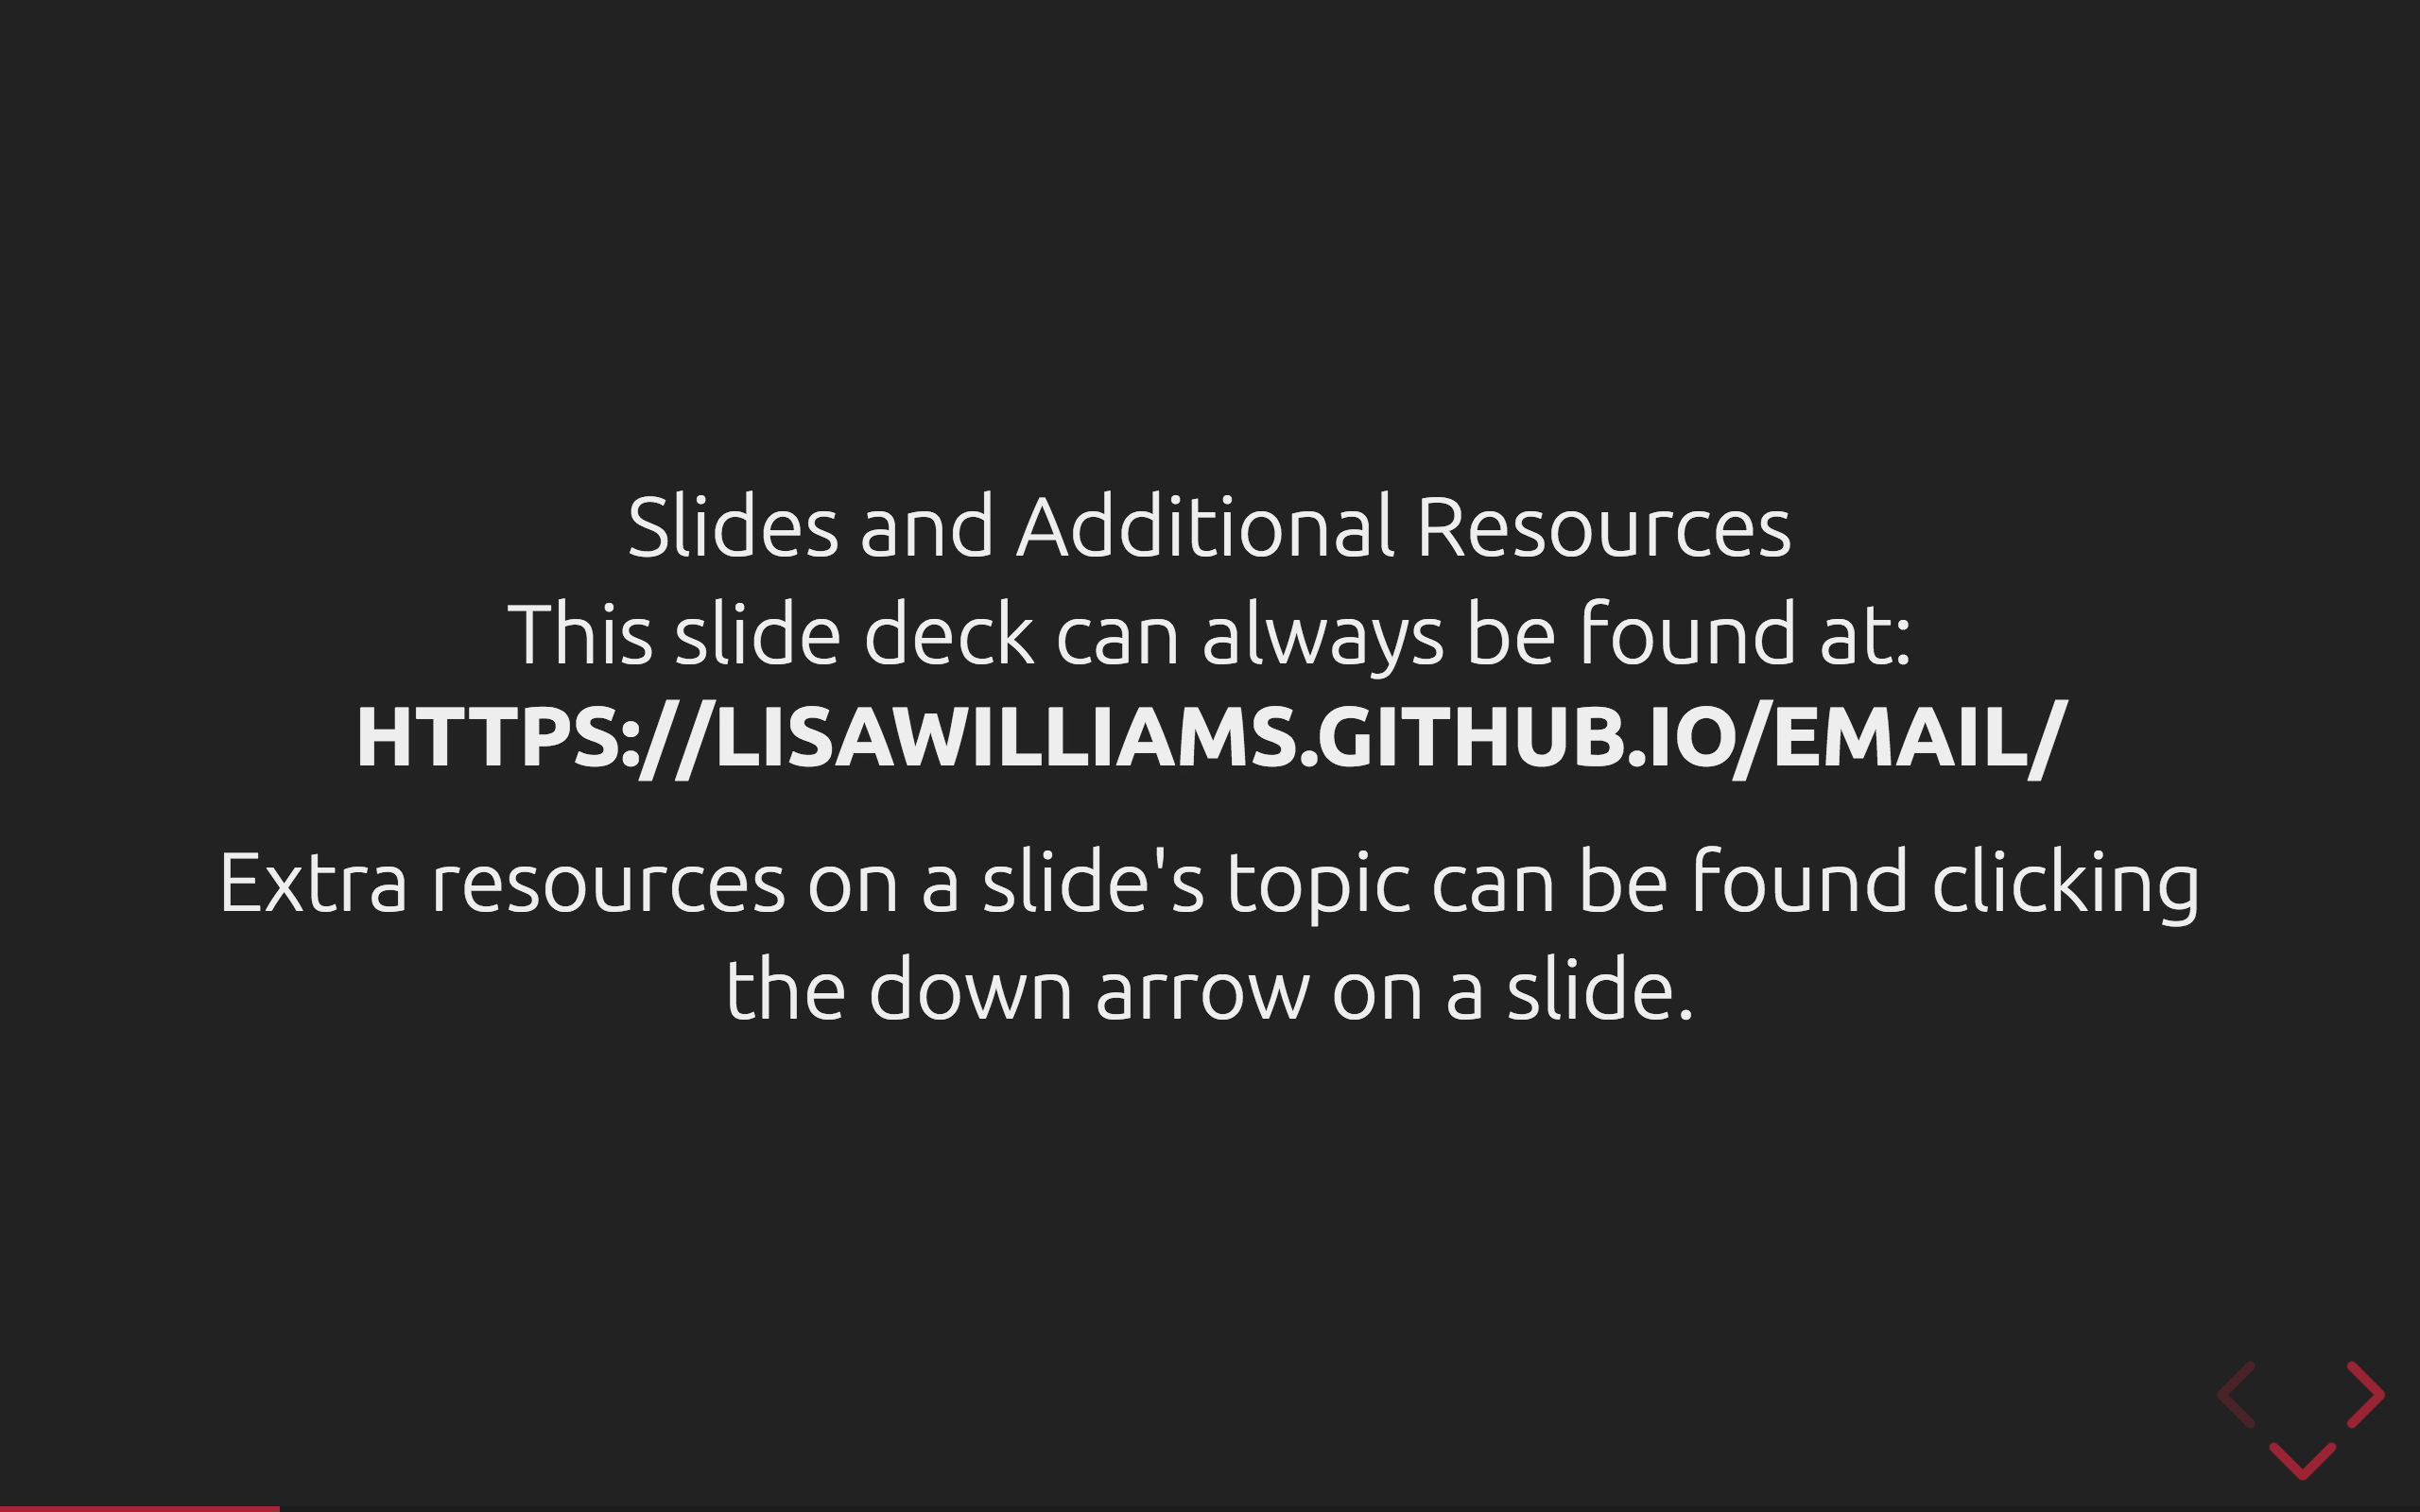 Slides and Additional Resources
This slide deck can always be found at:
HTTPS://LISAWILLIAMS.GITHUB.IO/EMAIL/
Extra resources on a slide's topic can be found clicking
the down arrow on a slide.